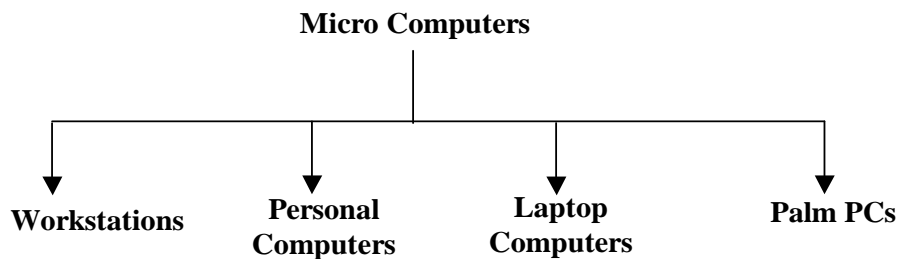 Micro Computers
Workstations
Personal
Computers
Laptop
Computers
Palm PCs